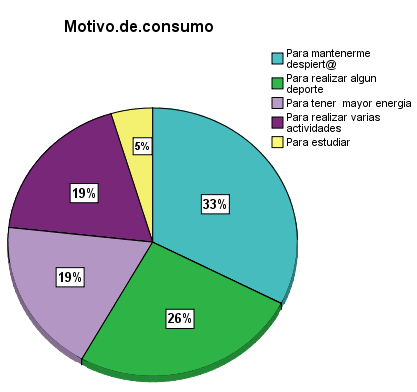 Motivo.de.consumo
Para mantenerme
despiert@
Para realizar algun
deporte
Para tener mayor energia
Para realizar varias
actividades
Para estudiar
5%
33%
19%
19%
26%